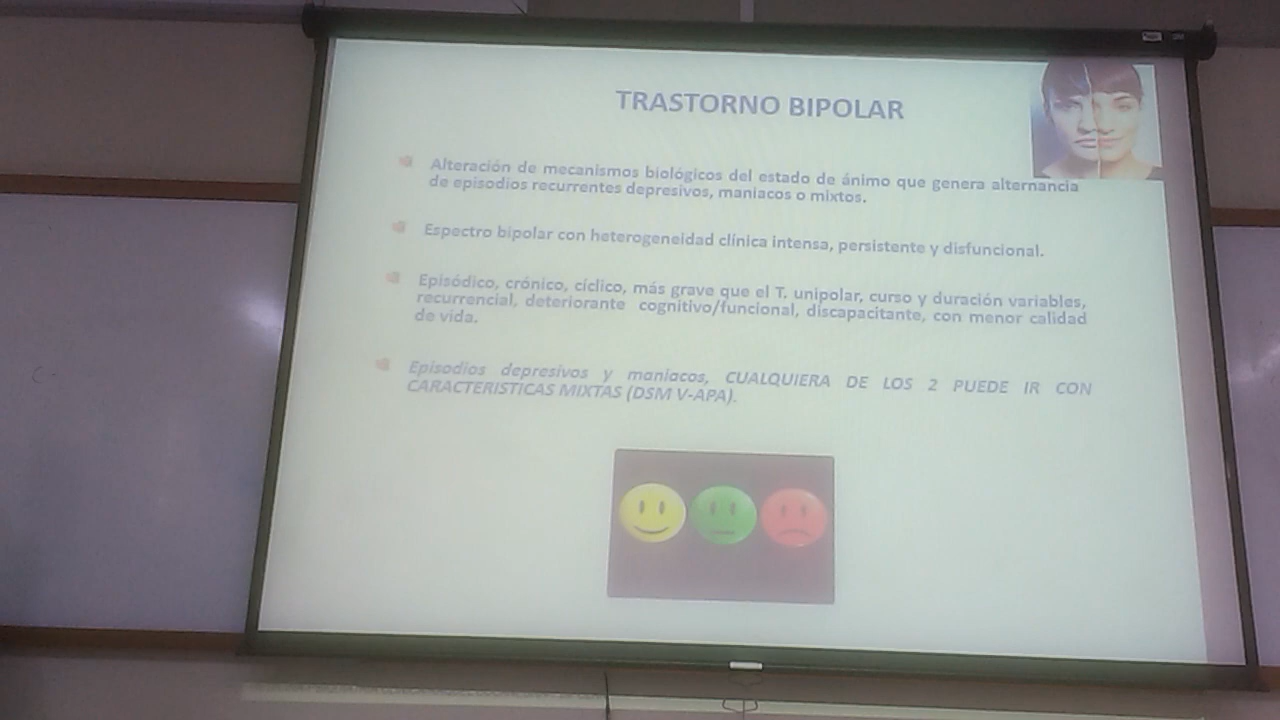 TRASTORNO BIPOLAR
Alteración de mecanismos biológicos del estado de ánimo que genera alternancia
de episodios recurrentes depresivos, maniacos o mixtos.
Espectro bipolar con heterogeneidad clínica intensa, persistente y disfuncional.
Episódico, crónico, cíclico, más grave que el T. unipolar, curso y duración variables,
recurrencial, deteriorante cognitivo/funcional, discapacitante, con menor calidad
de vida.
Episodios depresivos y maniacos, CUALQUIERA DE LOS 2 PUEDE IR CON
CARACTERISTICAS MIXTAS (DSM V-APA).